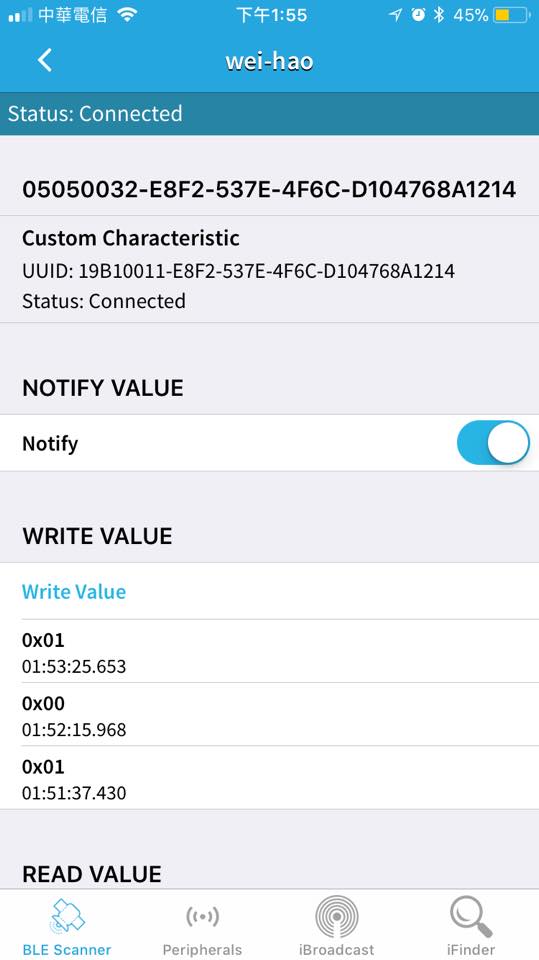 中華電信
下午1:55
45%
wei-hao
Status: Connected
05050032-E8F2-537E-4F6C-D104768A1214
Custom Characteristic
UUID: 19B10011-E8F2-537E-4F6C-D104768A1214
Status: Connected
NOTIFY VALUE
Notify
WRITE VALUE
Write Value
0x01
01:53:25.653
0x00
01:52:15.968
0x01
01:51:37.430
READ VALUE
BLE Scanner
Peripherals
iBroadcast
iFinder